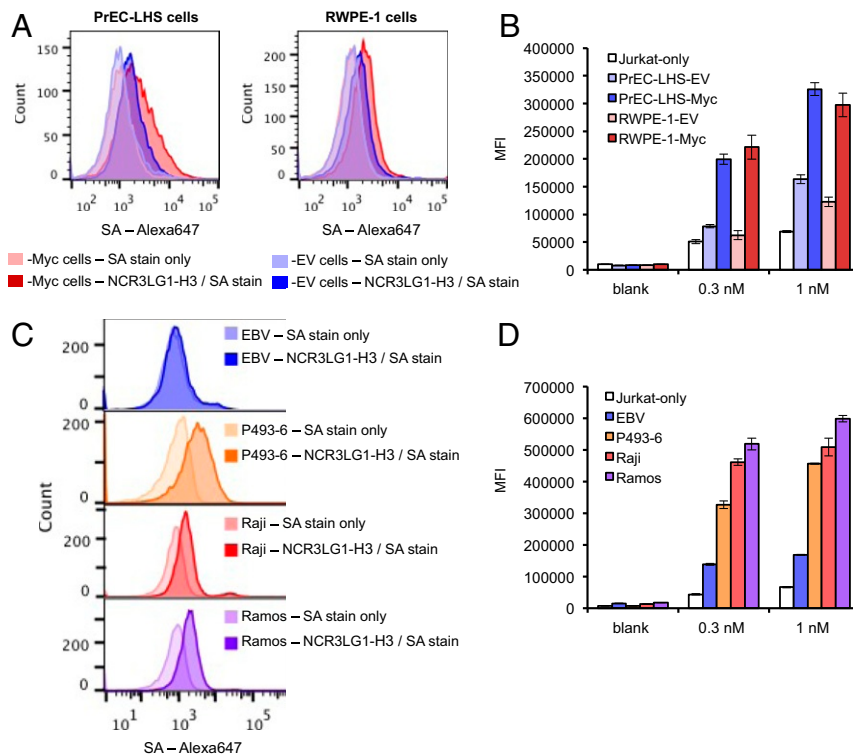 A
PrEC-LHS cells
RWPE-1 cells
Count
150
100
50
0
10² 10³ 10⁴ 10⁵
SA – Alexa647
Count
200
150
100
50
0
10² 10³ 10⁴ 10⁵
SA – Alexa647
-Myc cells – SA stain only
-Myc cells – NCR3LG1-H3 / SA stain
-EV cells – SA stain only
-EV cells – NCR3LG1-H3 / SA stain
B
MFI
400000
350000
300000
250000
200000
150000
100000
50000
0
Jurkat-only
PrEC-LHS-EV
PrEC-LHS-Myc
RWPE-1-EV
RWPE-1-Myc
blank 0.3 nM 1 nM
C
Count
200
0
EBV – SA stain only
EBV – NCR3LG1-H3 / SA stain
200
0
P493-6 – SA stain only
P493-6 – NCR3LG1-H3 / SA stain
200
0
Raji – SA stain only
Raji – NCR3LG1-H3 / SA stain
200
0
Ramos – SA stain only
Ramos – NCR3LG1-H3 / SA stain
10¹ 10³ 10⁵
SA – Alexa647
D
MFI
700000
600000
500000
400000
300000
200000
100000
0
Jurkat-only
EBV
P493-6
Raji
Ramos
blank 0.3 nM 1 nM